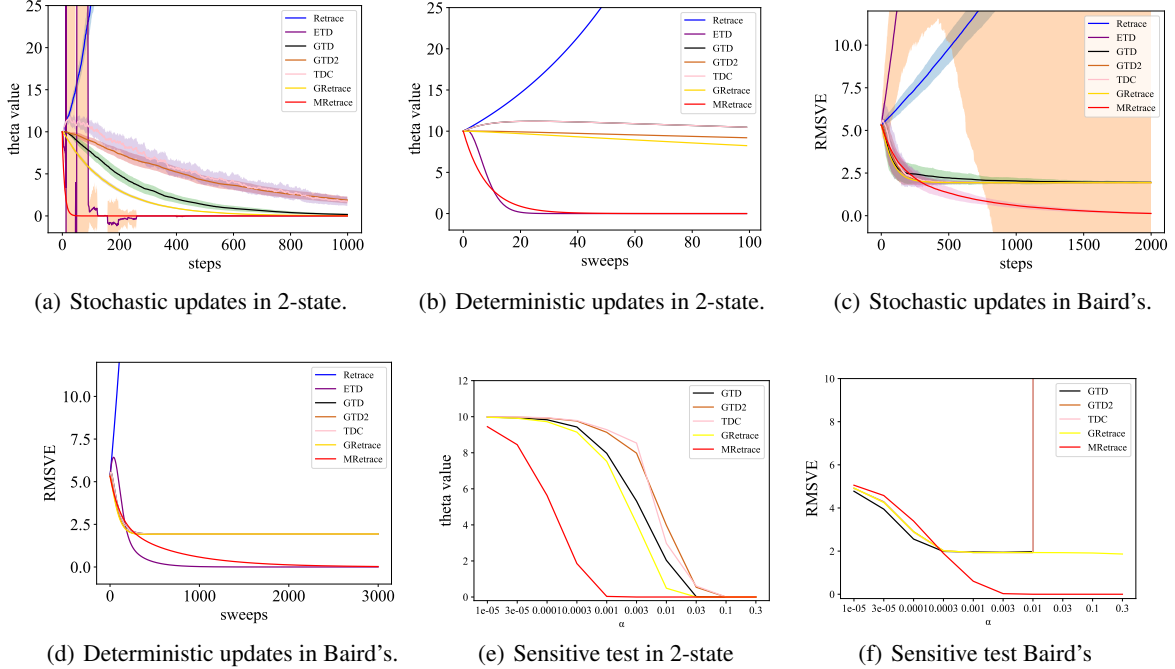 25
20
15
10
5
0
theta value
0
200
400
600
800
1000
steps
Retrace
ETD
GTD
GTD2
TDC
GRetrace
MRetrace
(a) Stochastic updates in 2-state.
25
20
15
10
5
0
theta value
0
20
40
60
80
100
sweeps
Retrace
ETD
GTD
GTD2
TDC
GRetrace
MRetrace
(b) Deterministic updates in 2-state.
10.0
7.5
5.0
2.5
0.0
RMSVE
0
500
1000
1500
2000
steps
Retrace
ETD
GTD
GTD2
TDC
GRetrace
MRetrace
(c) Stochastic updates in Baird's.
10.0
7.5
5.0
2.5
0.0
RMSVE
0
1000
2000
3000
sweeps
Retrace
ETD
GTD
GTD2
TDC
GRetrace
MRetrace
(d) Deterministic updates in Baird's.
12
10
8
6
4
2
0
theta value
1e-05
3e-05
0.0001
0.0003
0.001
0.003
0.01
0.03
0.1
0.3
α
GTD
GTD2
TDC
GRetrace
MRetrace
(e) Sensitive test in 2-state
10
8
6
4
2
0
RMSVE
1e-05
3e-05
0.0001
0.0003
0.001
0.003
0.01
0.03
0.1
0.3
α
GTD
GTD2
TDC
GRetrace
MRetrace
(f) Sensitive test Baird's